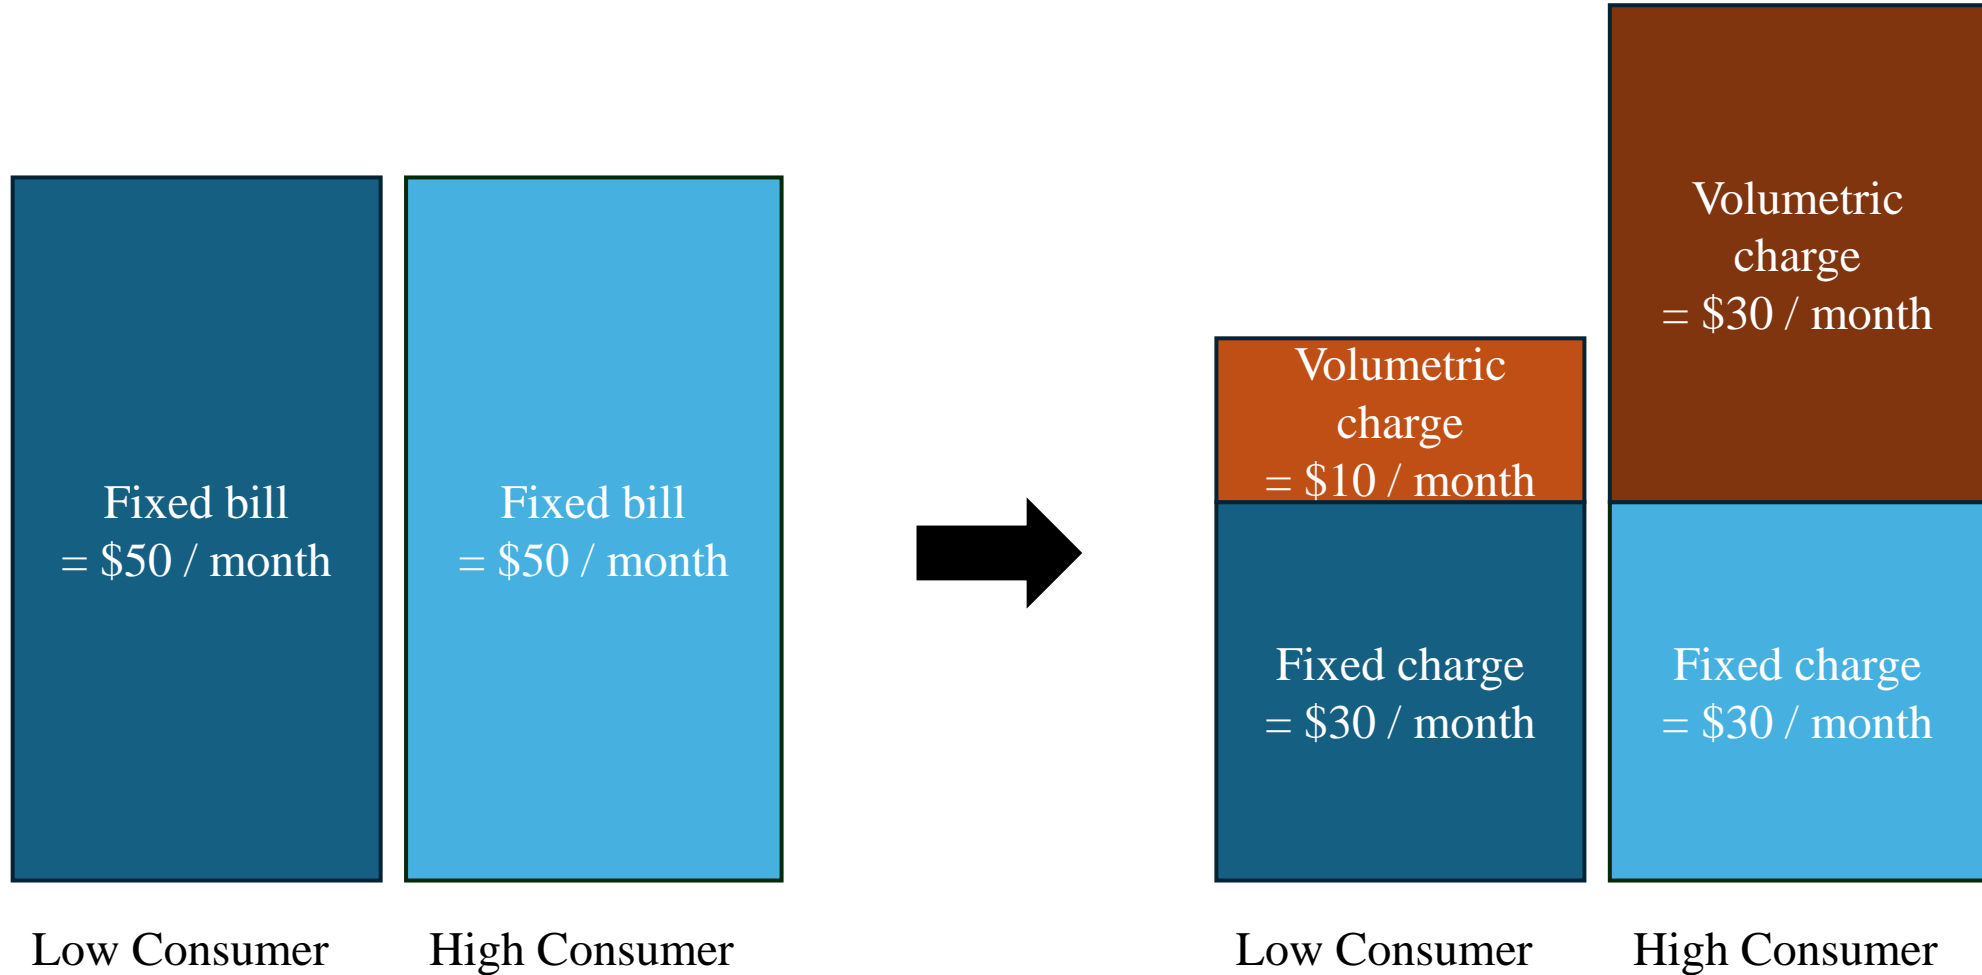 Fixed bill
= $50 / month
Low Consumer
Fixed bill
= $50 / month
High Consumer
Volumetric
charge
= $10 / month
Fixed charge
= $30 / month
Low Consumer
Volumetric
charge
= $30 / month
Fixed charge
= $30 / month
High Consumer